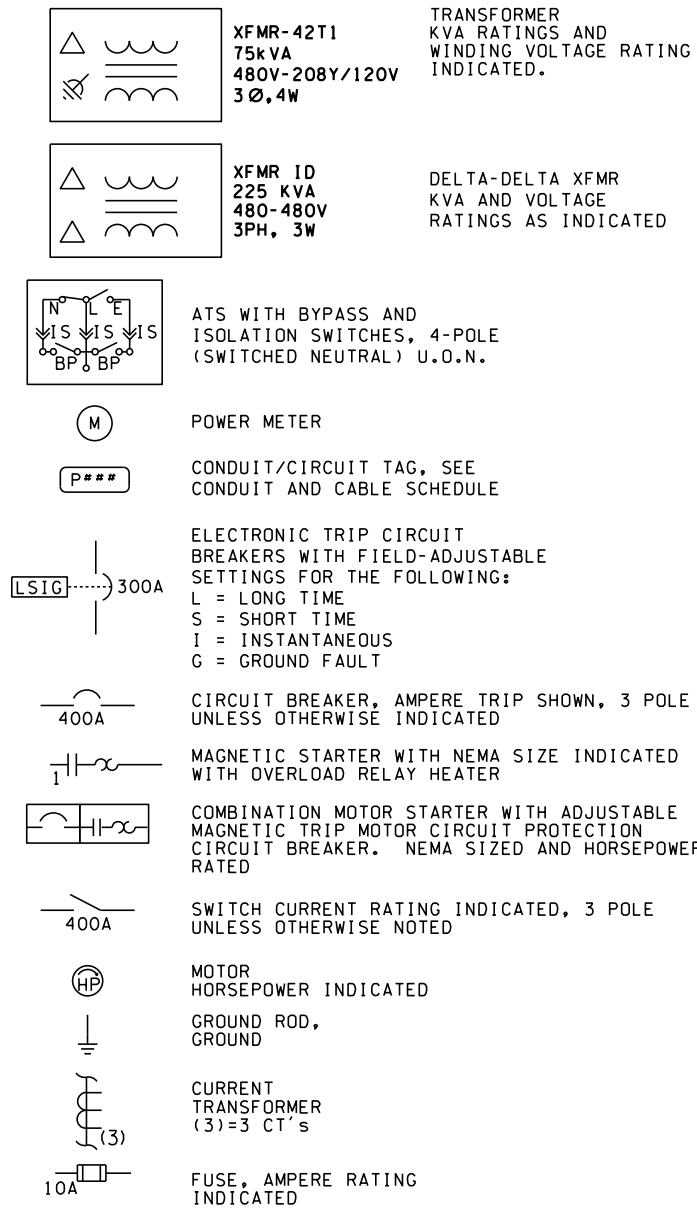 XFMR-42T1
75kVA
480V-208Y/120V
3Ø,4W
TRANSFORMER
KVA RATINGS AND
WINDING VOLTAGE RATING
INDICATED.
XFMR ID
225 KVA
480-480V
3PH, 3W
DELTA-DELTA XFMR
KVA AND VOLTAGE
RATINGS AS INDICATED
N L E
IS IS IS
BP BP
ATS WITH BYPASS AND
ISOLATION SWITCHES, 4-POLE
(SWITCHED NEUTRAL) U.O.N.
M
POWER METER
P###
CONDUIT/CIRCUIT TAG, SEE
CONDUIT AND CABLE SCHEDULE
LSIG 300A
ELECTRONIC TRIP CIRCUIT
BREAKERS WITH FIELD-ADJUSTABLE
SETTINGS FOR THE FOLLOWING:
L = LONG TIME
S = SHORT TIME
I = INSTANTANEOUS
G = GROUND FAULT
400A
CIRCUIT BREAKER, AMPERE TRIP SHOWN, 3 POLE
UNLESS OTHERWISE INDICATED
1
MAGNETIC STARTER WITH NEMA SIZE INDICATED
WITH OVERLOAD RELAY HEATER
COMBINATION MOTOR STARTER WITH ADJUSTABLE
MAGNETIC TRIP MOTOR CIRCUIT PROTECTION
CIRCUIT BREAKER. NEMA SIZED AND HORSEPOWER
RATED
400A
SWITCH CURRENT RATING INDICATED, 3 POLE
UNLESS OTHERWISE NOTED
HP
MOTOR
HORSEPOWER INDICATED
GROUND ROD,
GROUND
(3)
CURRENT
TRANSFORMER
(3)=3 CT's
10A
FUSE, AMPERE RATING
INDICATED